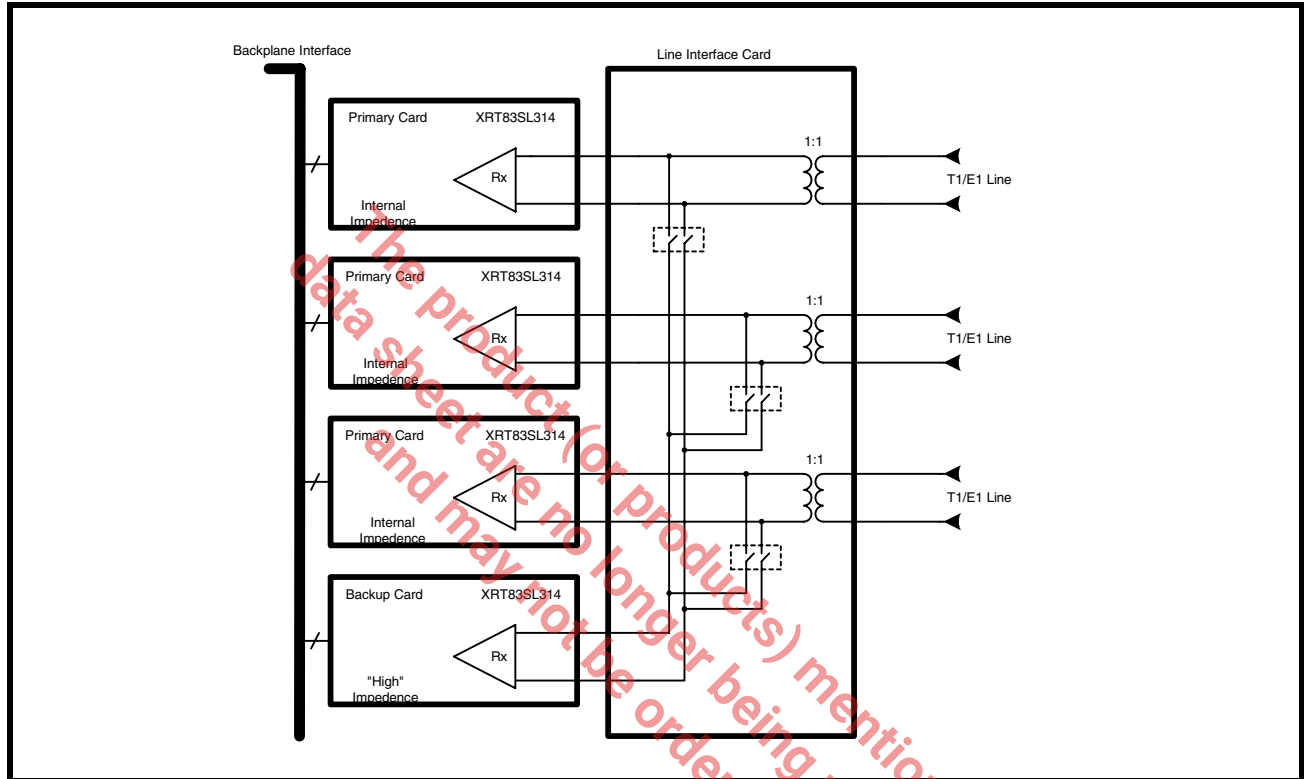 Backplane Interface
Line Interface Card
Primary Card XRT83SL314
Rx
Internal
Impedence
1:1
T1/E1 Line
Primary Card XRT83SL314
Rx
Internal
Impedence
1:1
T1/E1 Line
Primary Card XRT83SL314
Rx
Internal
Impedence
1:1
T1/E1 Line
Backup Card XRT83SL314
Rx
"High"
Impedence
The product (or products) mention
data sheet are no longer being
and may not be order